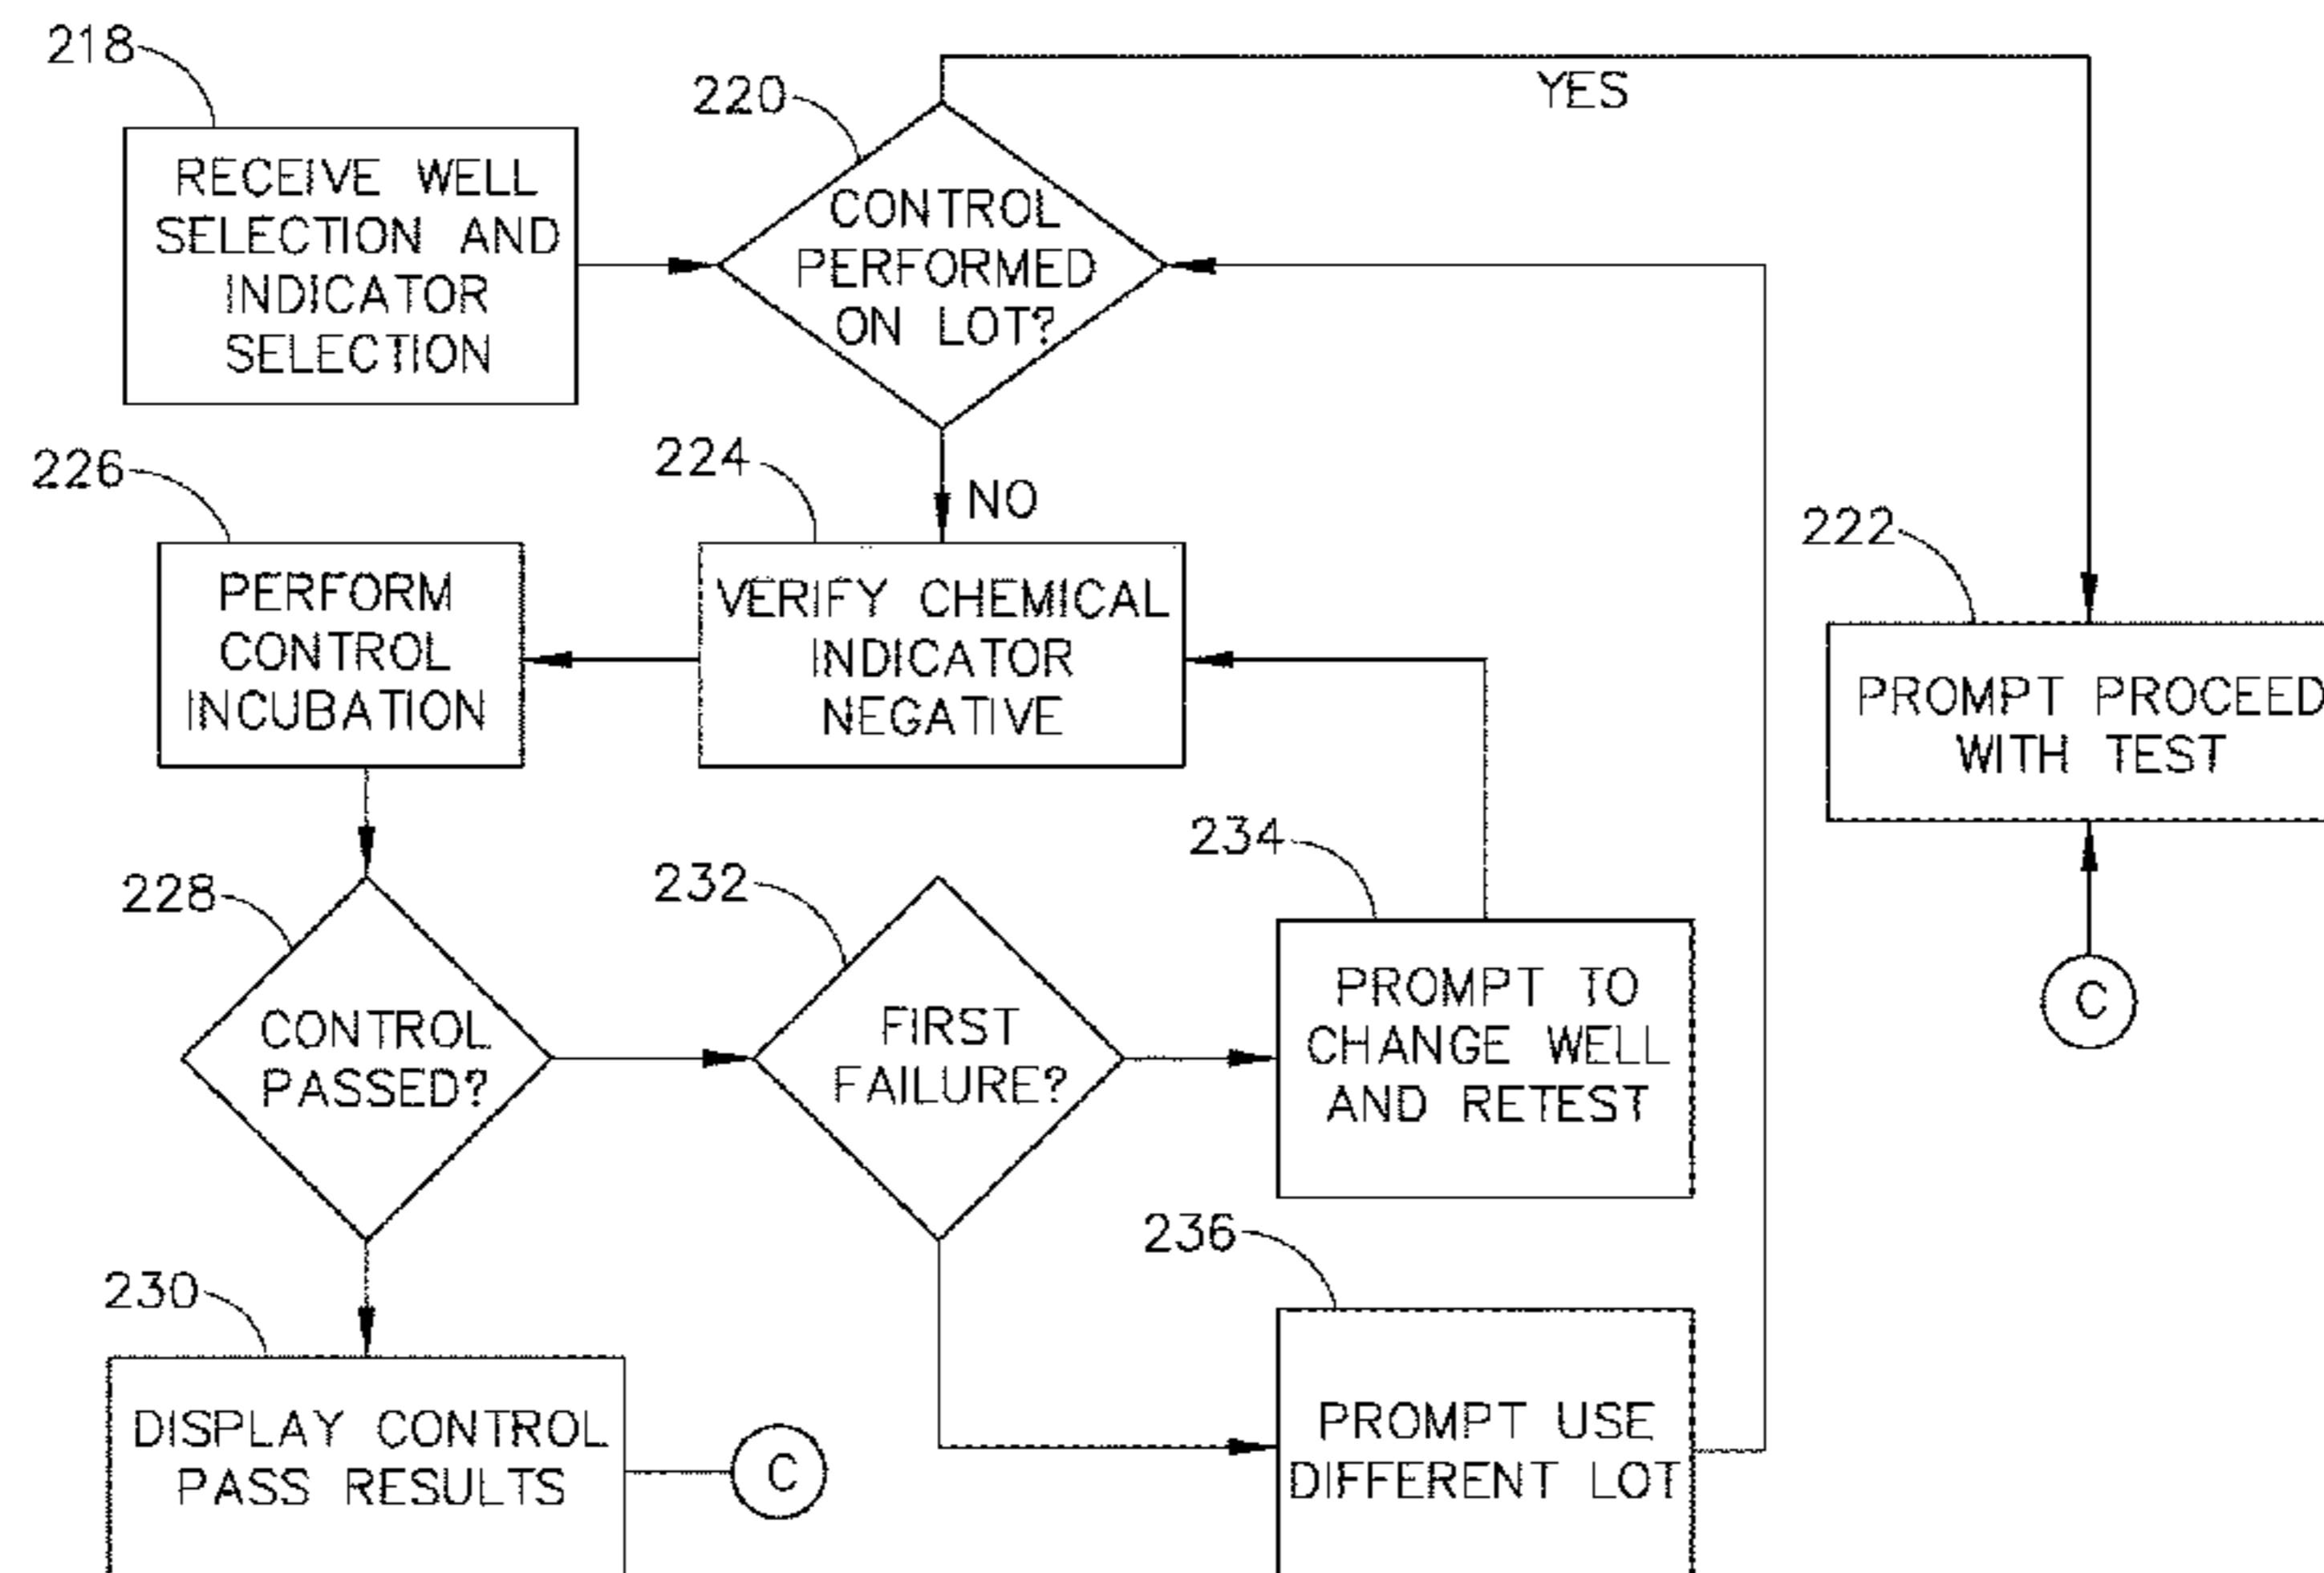 218
RECEIVE WELL
SELECTION AND
INDICATOR
SELECTION
220
CONTROL
PERFORMED
ON LOT?
YES
NO
222
PROMPT PROCEED
WITH TEST
C
224
VERIFY CHEMICAL
INDICATOR
NEGATIVE
226
PERFORM
CONTROL
INCUBATION
228
CONTROL
PASSED?
232
FIRST
FAILURE?
234
PROMPT TO
CHANGE WELL
AND RETEST
230
DISPLAY CONTROL
PASS RESULTS
C
236
PROMPT USE
DIFFERENT LOT